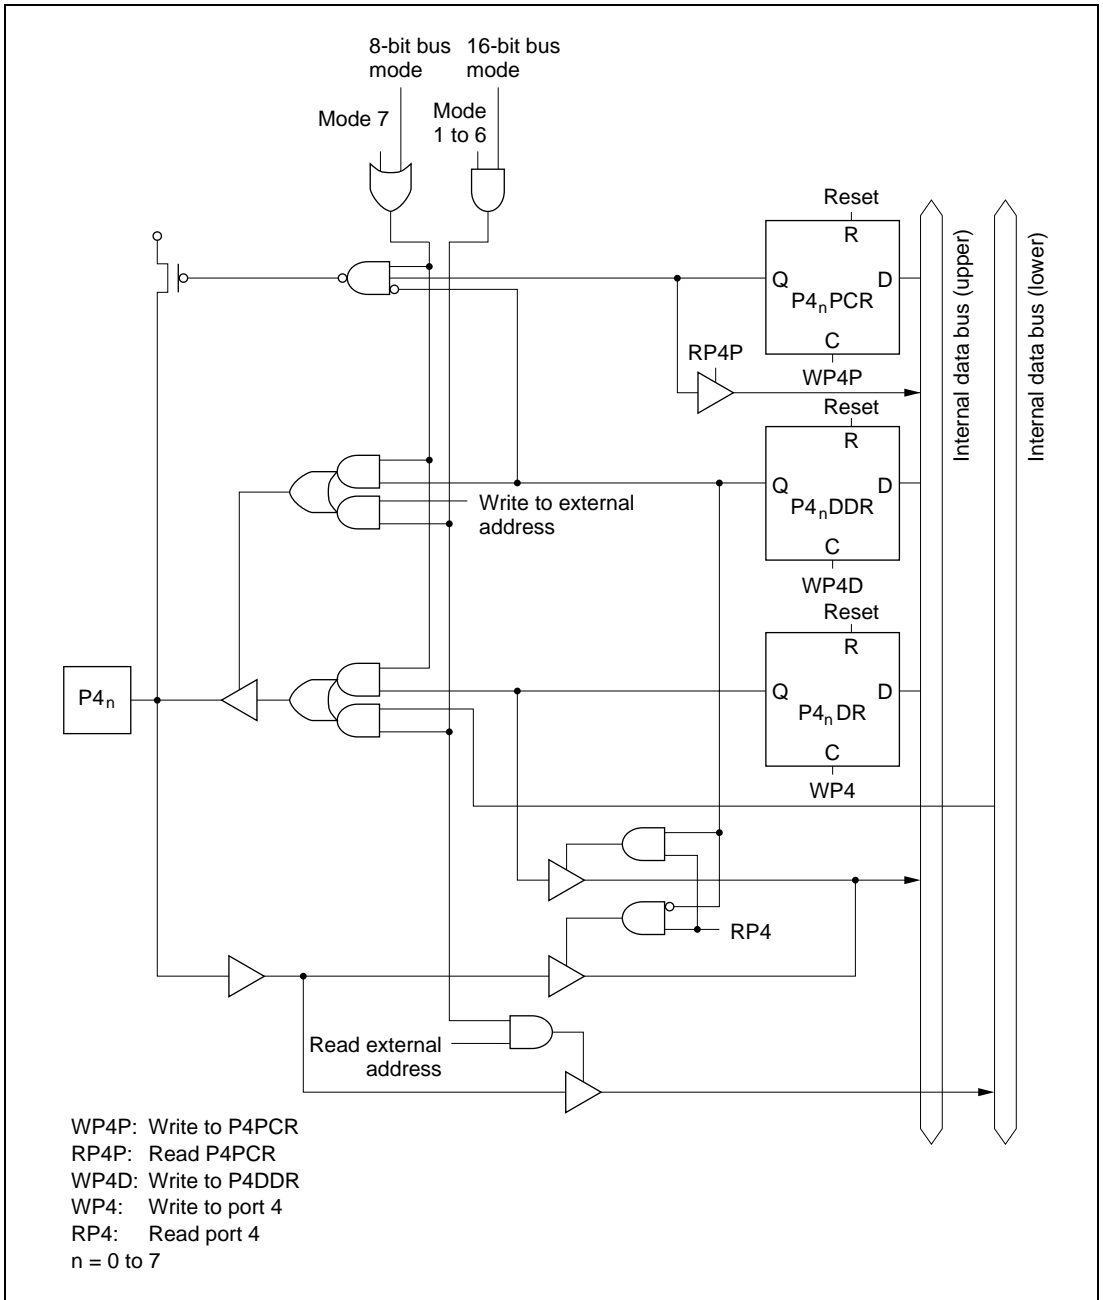 8-bit bus mode
16-bit bus mode
Mode 7
Mode 1 to 6
Reset
R
Q
D
P4nPCR
C
WP4P
RP4P
Reset
R
Q
D
P4nDDR
C
WP4D
Write to external address
Reset
R
Q
D
P4nDR
C
WP4
P4n
RP4
Read external address
Internal data bus (upper)
Internal data bus (lower)
WP4P: Write to P4PCR
RP4P: Read P4PCR
WP4D: Write to P4DDR
WP4: Write to port 4
RP4: Read port 4
n = 0 to 7